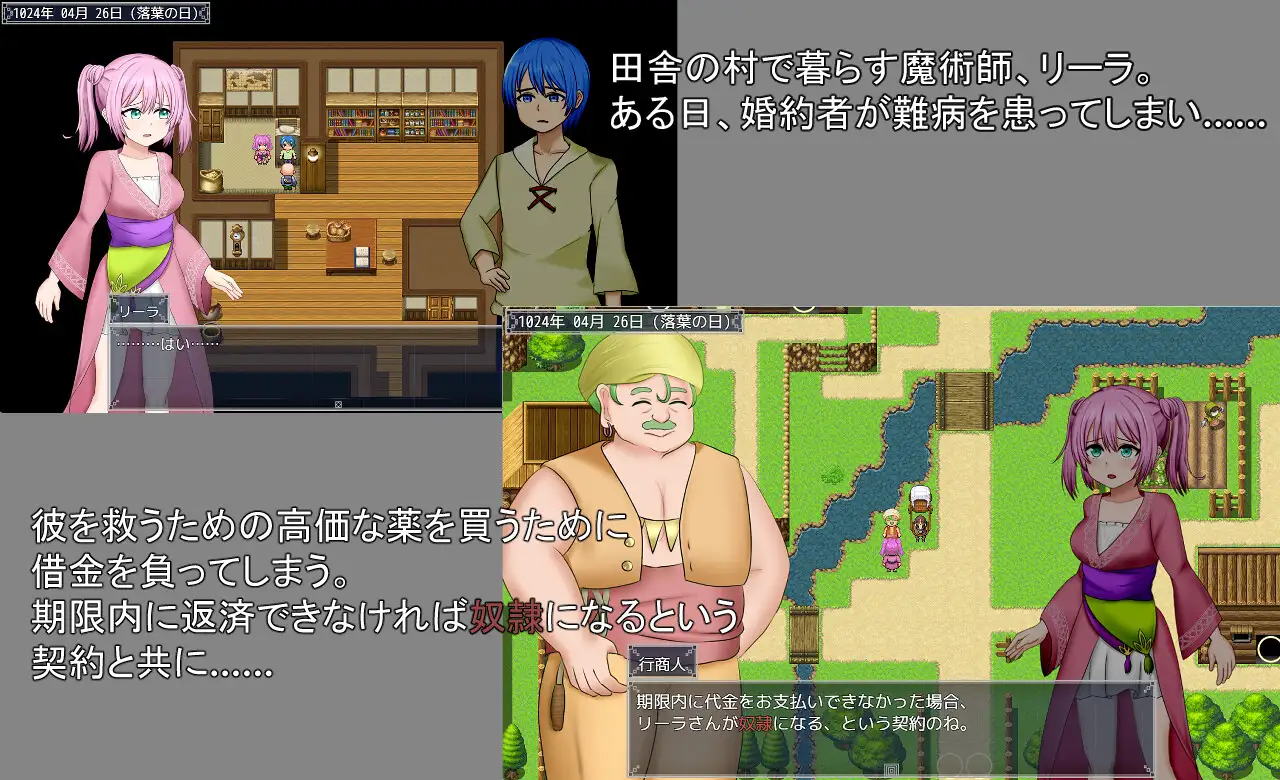 1024年 04月 26日 (落葉の日)
田舎の村で暮らす魔術師、リーラ。
ある日、婚約者が難病を患ってしまい……
リーラ
………はい……
1024年 04月 26日 (落葉の日)
彼を救うための高価な薬を買うために
借金を負ってしまう。
期限内に返済できなければ奴隷になるという
契約と共に……
行商人
期限内に代金をお支払いできなかった場合、
リーラさんが奴隷になる、という契約のね。